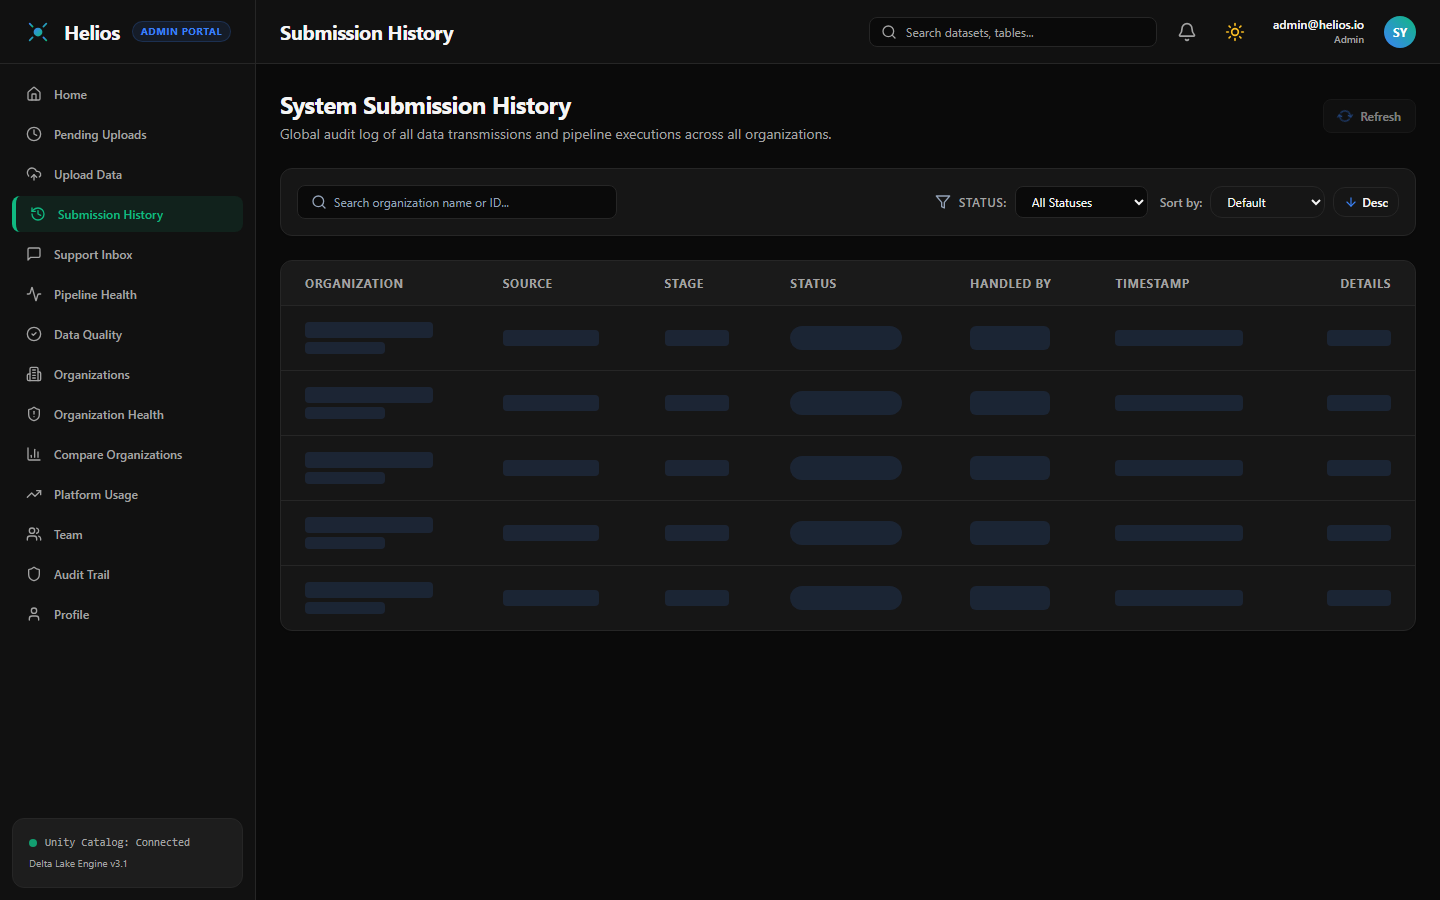 Helios
ADMIN PORTAL
Submission History
Search datasets, tables...
admin@helios.io
Admin
SY
Home
Pending Uploads
Upload Data
Submission History
Support Inbox
Pipeline Health
Data Quality
Organizations
Organization Health
Compare Organizations
Platform Usage
Team
Audit Trail
Profile
Unity Catalog: Connected
Delta Lake Engine v3.1
System Submission History
Global audit log of all data transmissions and pipeline executions across all organizations.
Refresh
Search organization name or ID...
STATUS:
All Statuses
Sort by:
Default
Desc
ORGANIZATION
SOURCE
STAGE
STATUS
HANDLED BY
TIMESTAMP
DETAILS